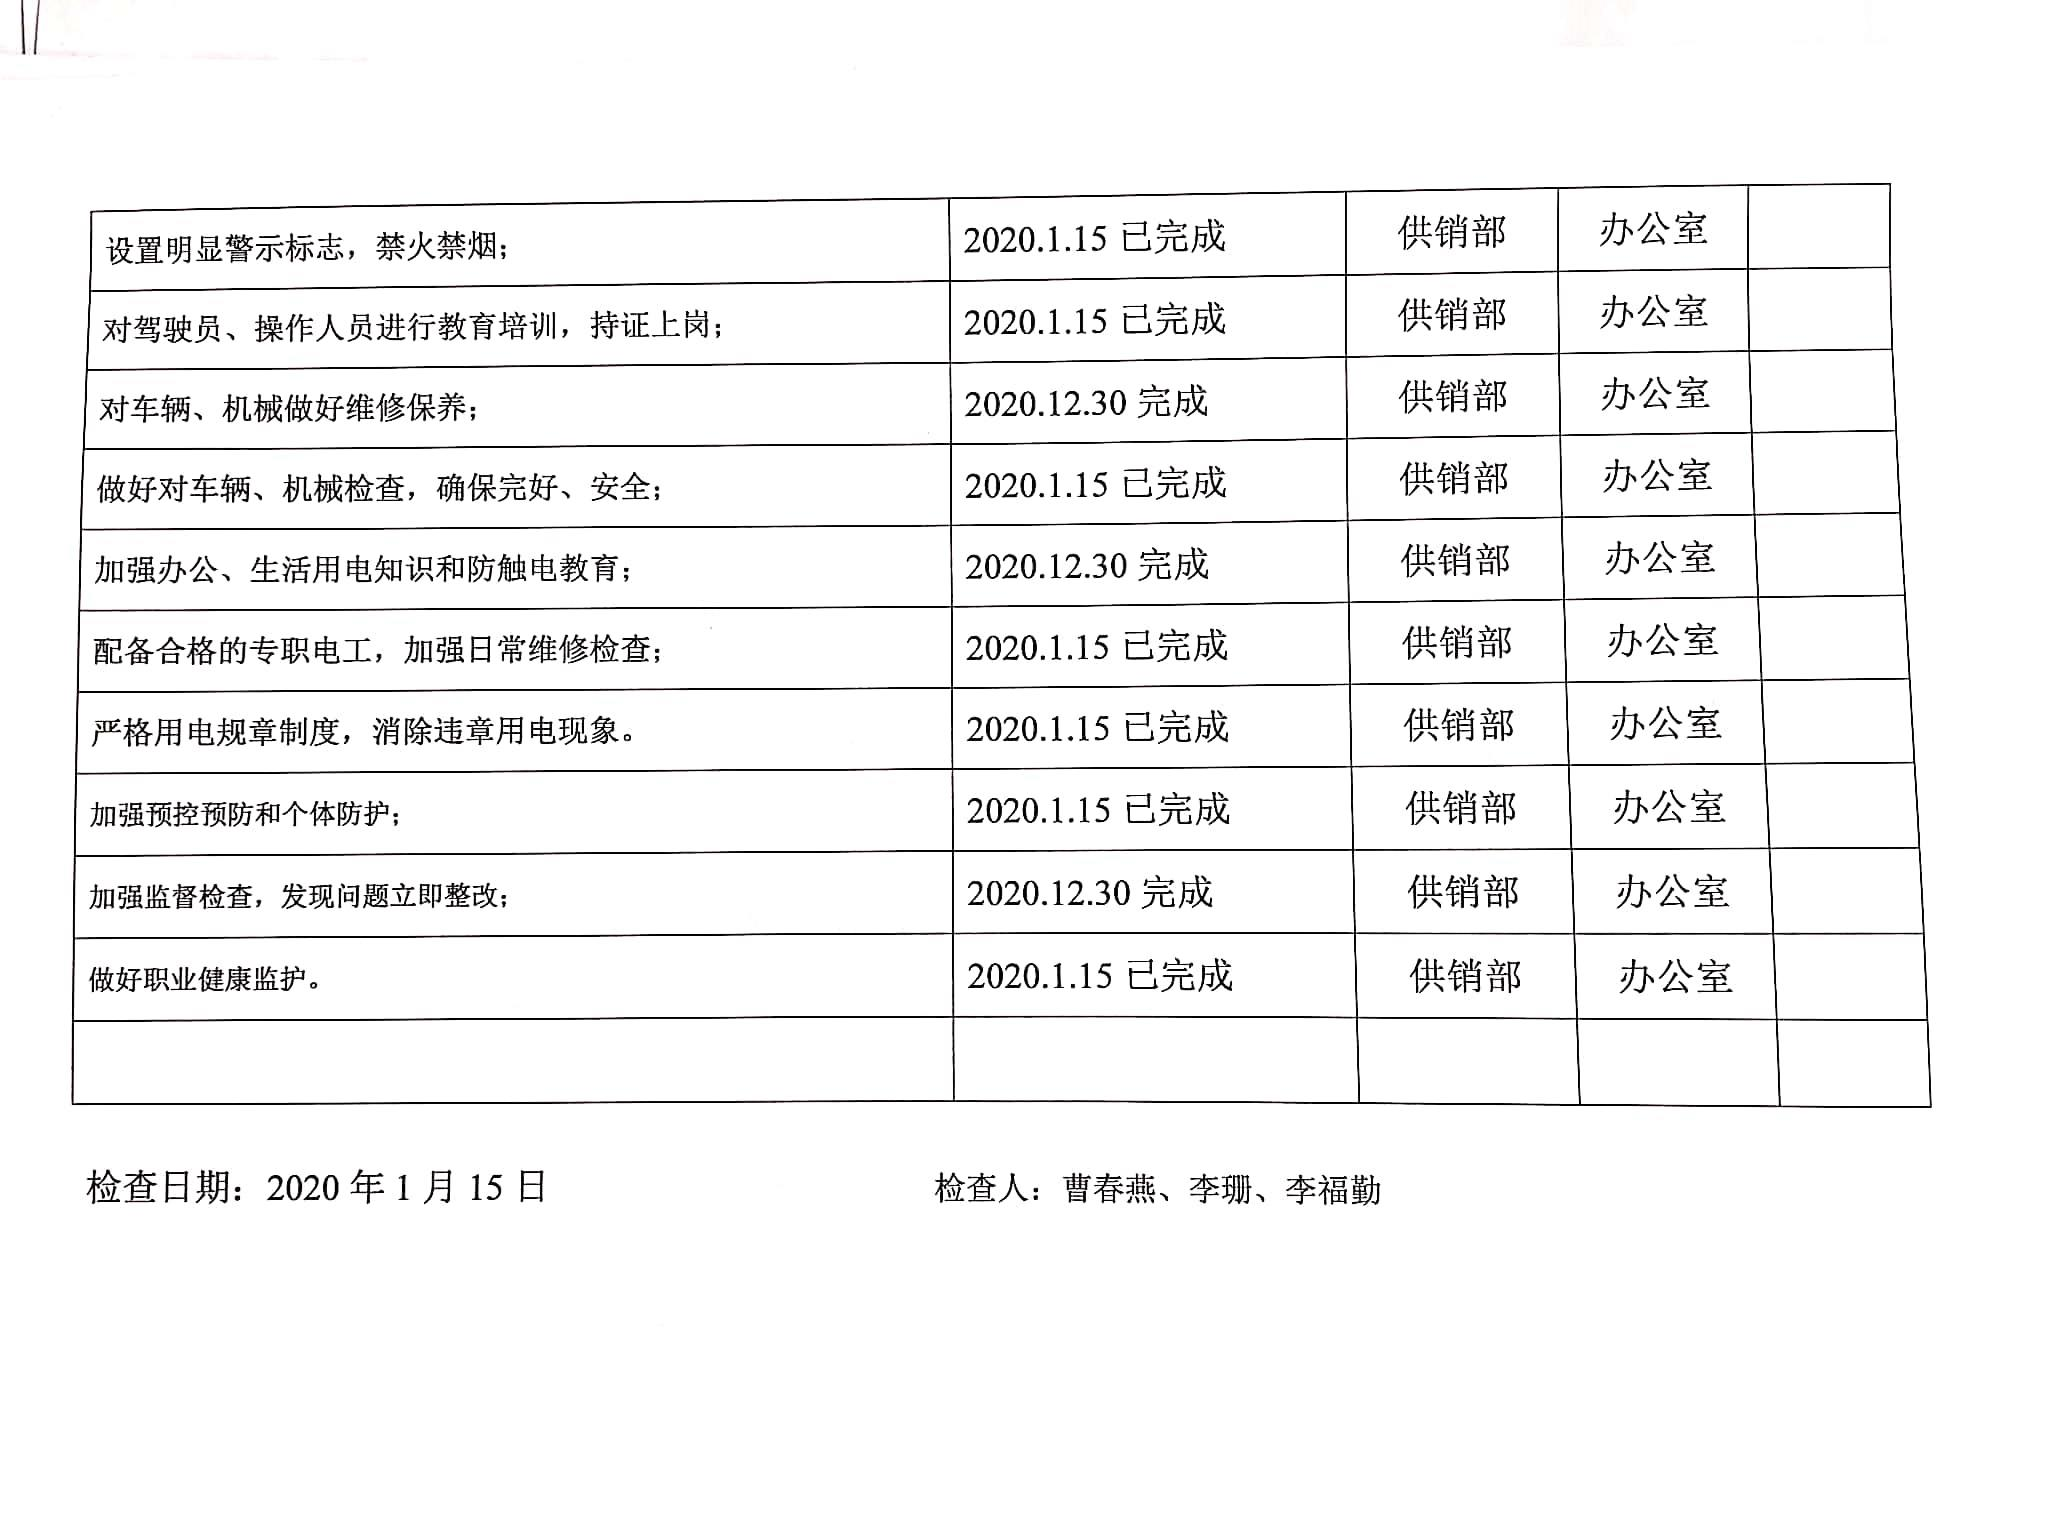 设置明显警示标志，禁火禁烟； 2020.1.15 已完成 供销部 办公室
对驾驶员、操作人员进行教育培训，持证上岗； 2020.1.15 已完成 供销部 办公室
对车辆、机械做好维修保养； 2020.12.30 完成 供销部 办公室
做好对车辆、机械检查，确保完好、安全； 2020.1.15 已完成 供销部 办公室
加强办公、生活用电知识和防触电教育； 2020.12.30 完成 供销部 办公室
配备合格的专职电工，加强日常维修检查； 2020.1.15 已完成 供销部 办公室
严格用电规章制度，消除违章用电现象。 2020.1.15 已完成 供销部 办公室
加强预控预防和个体防护； 2020.1.15 已完成 供销部 办公室
加强监督检查，发现问题立即整改； 2020.12.30 完成 供销部 办公室
做好职业健康监护。 2020.1.15 已完成 供销部 办公室
检查日期：2020 年 1 月 15 日 检查人：曹春燕、李珊、李福勤